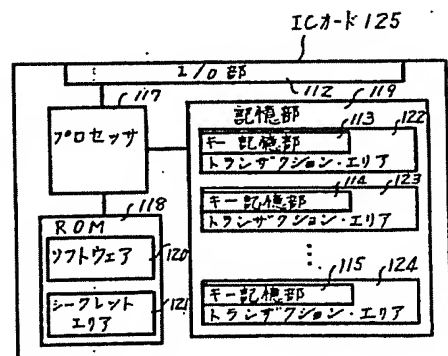 ICカード 125
I/O部
112
117
プロセッサ
119
記憶部
113
122
キー記憶部
トランザクション・エリア
114
123
キー記憶部
トランザクション・エリア
118
ROM
ソフトウェア
120
シークレット
エリア
121
115
124
キー記憶部
トランザクション・エリア